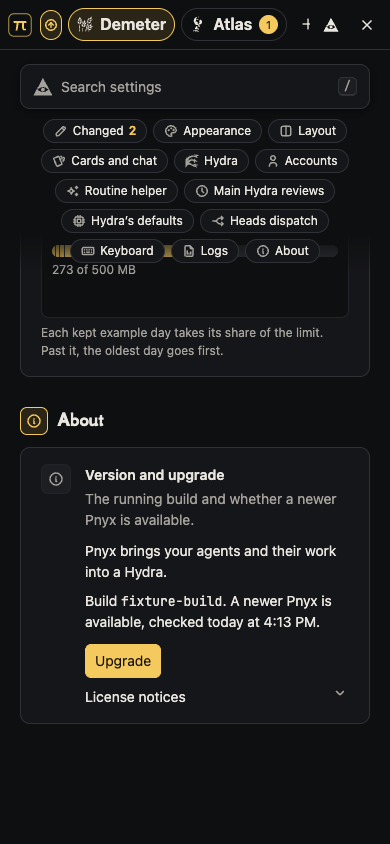 π
Demeter
Atlas 1
Search settings /
Changed 2
Appearance
Layout
Cards and chat
Hydra
Accounts
Routine helper
Main Hydra reviews
Hydra's defaults
Heads dispatch
Keyboard
Logs
About
273 of 500 MB
Each kept example day takes its share of the limit.
Past it, the oldest day goes first.
About
Version and upgrade
The running build and whether a newer
Pnyx is available.
Pnyx brings your agents and their work
into a Hydra.
Build fixture-build. A newer Pnyx is
available, checked today at 4:13 PM.
Upgrade
License notices